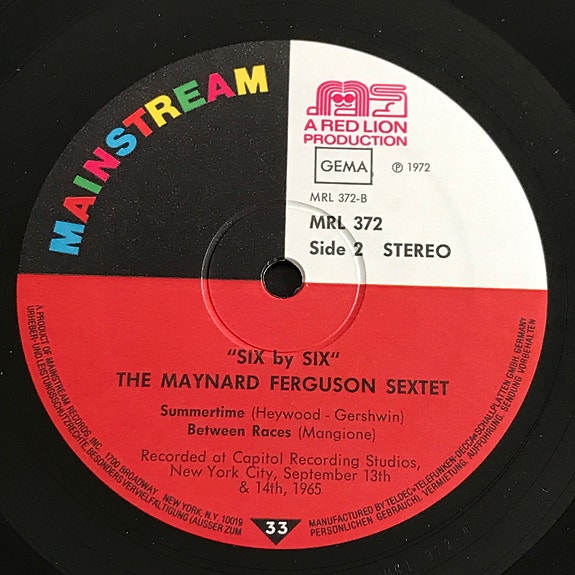 MAINSTREAM
MS
A RED LION
PRODUCTION
GEMA ℗ 1972
MRL 372-B
MRL 372
Side 2 STEREO
"SIX by SIX"
THE MAYNARD FERGUSON SEXTET
Summertime (Heywood - Gershwin)
Between Races (Mangione)
Recorded at Capitol Recording Studios,
New York City, September 13th
& 14th, 1965
33
A PRODUCT OF MAINSTREAM RECORDS, INC. 1700 BROADWAY, NEW YORK, N.Y. 10019
MANUFACTURED BY TELDEC »TELEFUNKEN-DECCA« SCHALLPLATTEN GMBH, GERMANY
URHEBER- UND LEISTUNGSSCHUTZRECHTE, BESONDERS VERVIELFÄLTIGUNG (AUSSER ZUM
PERSÖNLICHEN GEBRAUCH), VERMIETUNG, AUFFÜHRUNG, SENDUNG VORBEHALTEN